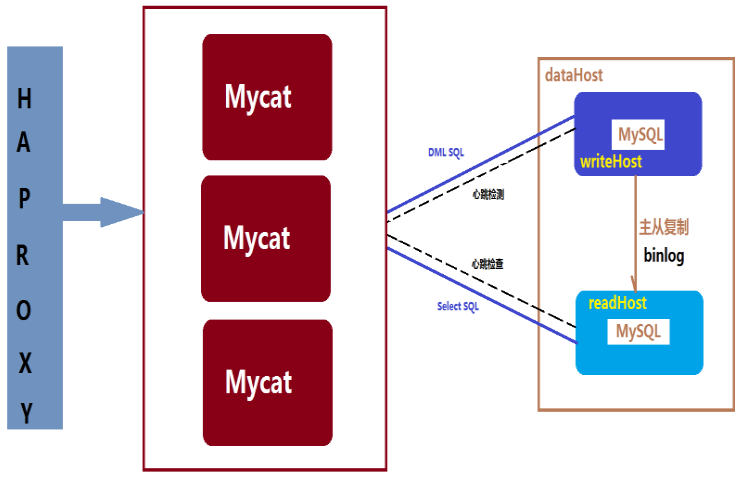 HAPROXY
Mycat
Mycat
Mycat
DML SQL
心跳检测
心跳检查
Select SQL
dataHost
MySQL
writeHost
主从复制
binlog
readHost
MySQL